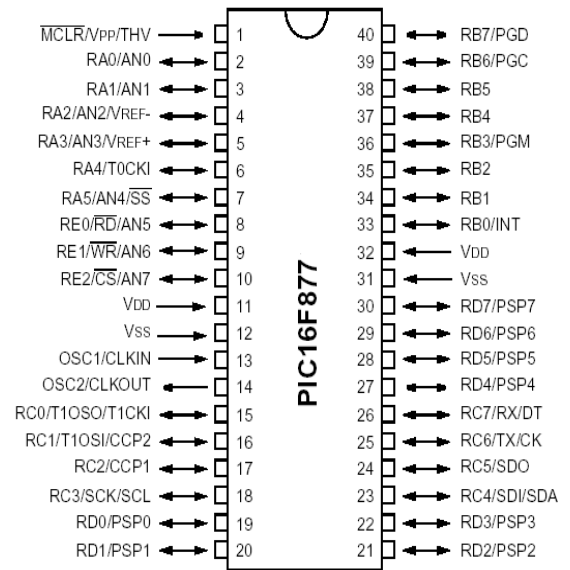 MCLR/VPP/THV 1 40 RB7/PGD
RA0/AN0 2 39 RB6/PGC
RA1/AN1 3 38 RB5
RA2/AN2/VREF- 4 37 RB4
RA3/AN3/VREF+ 5 36 RB3/PGM
RA4/T0CKI 6 35 RB2
RA5/AN4/SS 7 34 RB1
RE0/RD/AN5 8 33 RB0/INT
RE1/WR/AN6 9 32 VDD
RE2/CS/AN7 10 31 VSS
VDD 11 30 RD7/PSP7
VSS 12 29 RD6/PSP6
OSC1/CLKIN 13 28 RD5/PSP5
OSC2/CLKOUT 14 27 RD4/PSP4
RC0/T1OSO/T1CKI 15 26 RC7/RX/DT
RC1/T1OSI/CCP2 16 25 RC6/TX/CK
RC2/CCP1 17 24 RC5/SDO
RC3/SCK/SCL 18 23 RC4/SDI/SDA
RD0/PSP0 19 22 RD3/PSP3
RD1/PSP1 20 21 RD2/PSP2
PIC16F877